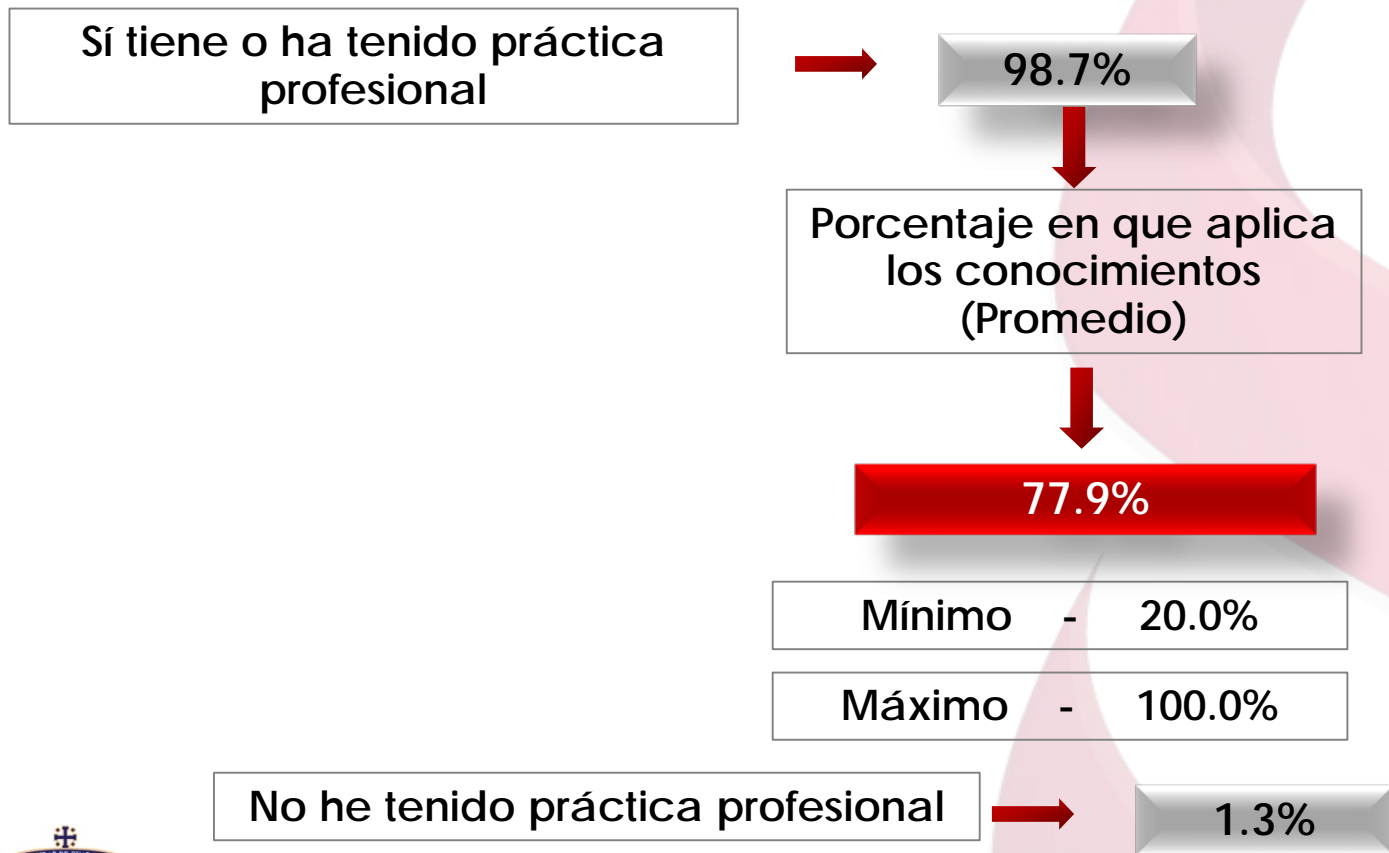 Sí tiene o ha tenido práctica
profesional
98.7%
Porcentaje en que aplica
los conocimientos
(Promedio)
77.9%
Mínimo - 20.0%
Máximo - 100.0%
No he tenido práctica profesional
1.3%